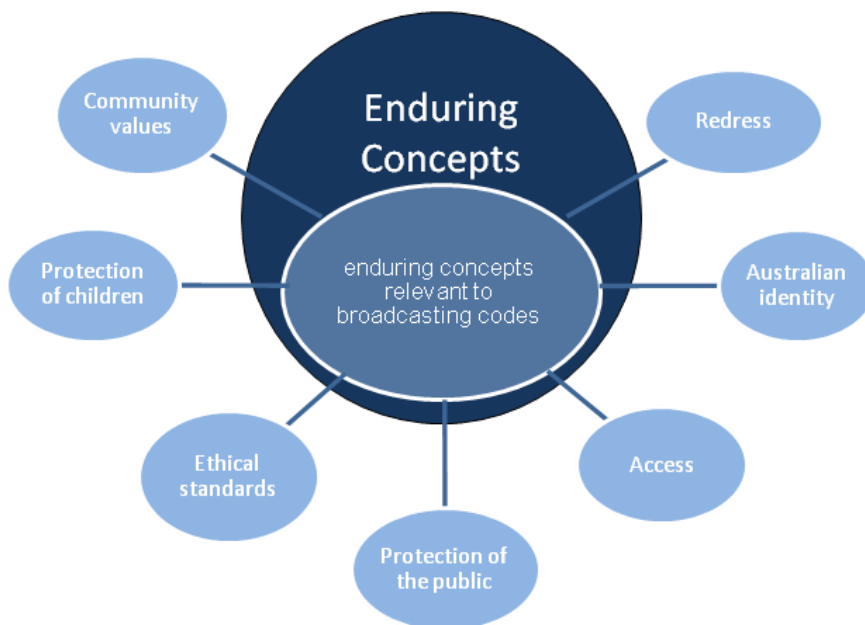 Enduring
Concepts
enduring concepts
relevant to
broadcasting codes
Community
values
Protection
of children
Ethical
standards
Protection of
the public
Access
Australian
identity
Redress